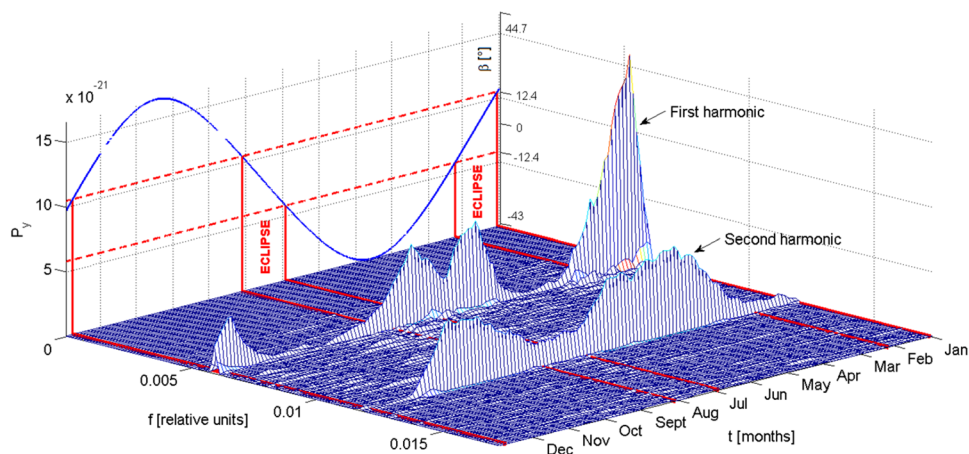 x 10⁻²¹
15
10
5
0
P_y
β [°]
44.7
12.4
0
-12.4
-43
ECLIPSE
ECLIPSE
First harmonic
Second harmonic
0.005
0.01
0.015
f [relative units]
Dec
Nov
Oct
Sept
Aug
Jul
Jun
May
Apr
Mar
Feb
Jan
t [months]